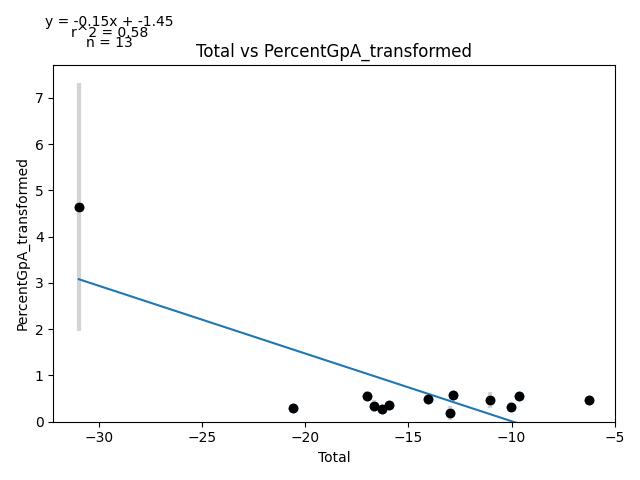 y = -0.15x + -1.45
r^2 = 0.58
n = 13
Total vs PercentGpA_transformed
PercentGpA_transformed
7
6
5
4
3
2
1
0
−30
−25
−20
−15
−10
−5
Total